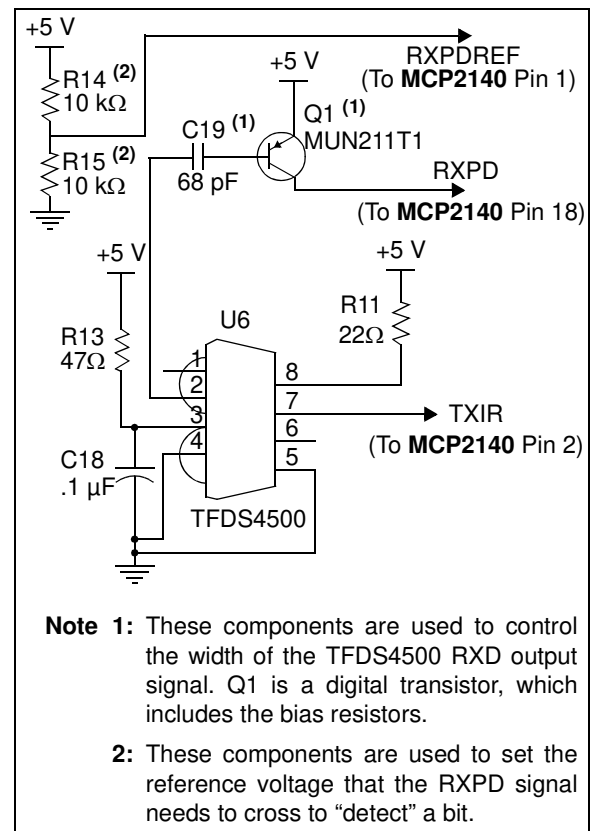 +5 V
R14 (2)
10 kΩ
R15 (2)
10 kΩ
RXPDREF
(To MCP2140 Pin 1)
+5 V
C19 (1)
68 pF
Q1 (1)
MUN211T1
RXPD
(To MCP2140 Pin 18)
+5 V
R13
47Ω
C18
.1 µF
U6
1
2
3
4
8
7
6
5
TFDS4500
+5 V
R11
22Ω
TXIR
(To MCP2140 Pin 2)
Note 1: These components are used to control
the width of the TFDS4500 RXD output
signal. Q1 is a digital transistor, which
includes the bias resistors.
2: These components are used to set the
reference voltage that the RXPD signal
needs to cross to “detect” a bit.